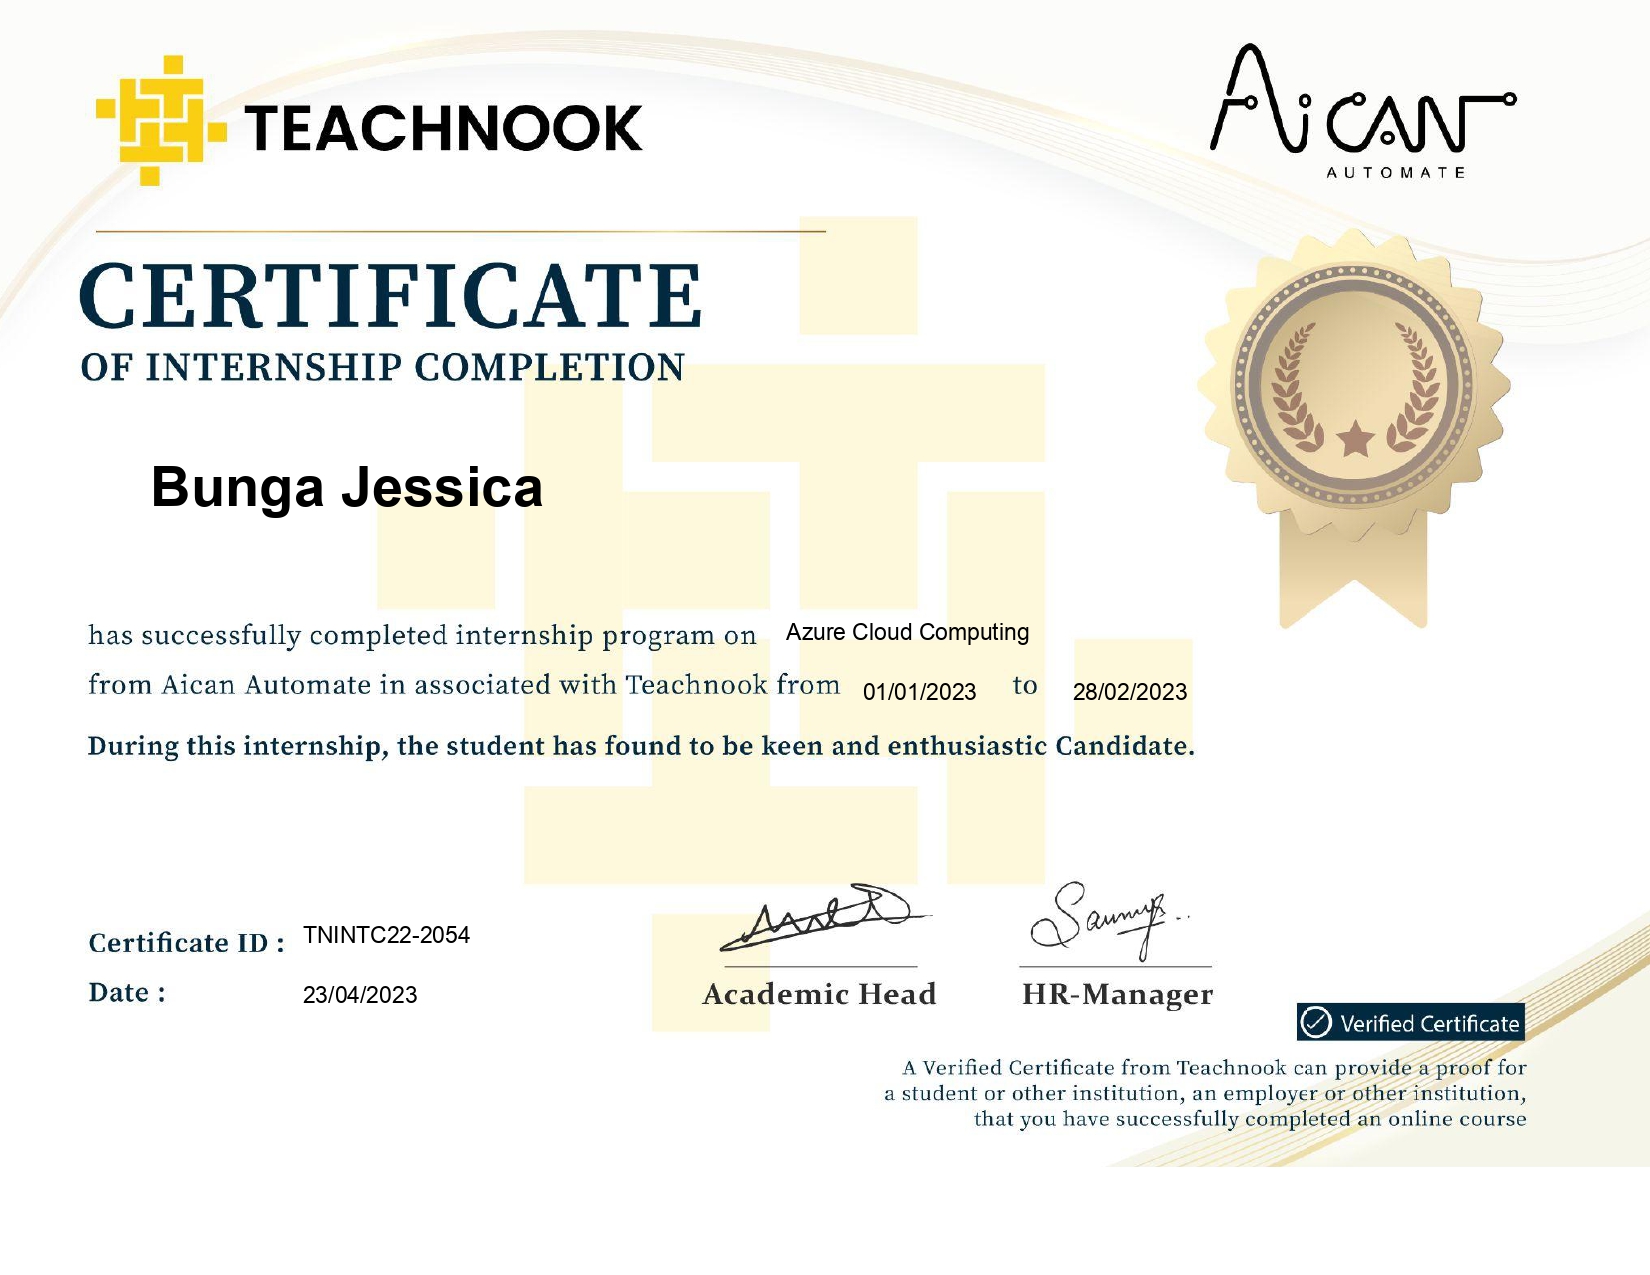 TEACHNOOK
AiCAN
AUTOMATE
CERTIFICATE
OF INTERNSHIP COMPLETION
Bunga Jessica
has successfully completed internship program on Azure Cloud Computing
from Aican Automate in associated with Teachnook from 01/01/2023 to 28/02/2023
During this internship, the student has found to be keen and enthusiastic Candidate.
Certificate ID : TNINTC22-2054
Date : 23/04/2023
Academic Head
HR-Manager
Verified Certificate
A Verified Certificate from Teachnook can provide a proof for
a student or other institution, an employer or other institution,
that you have successfully completed an online course